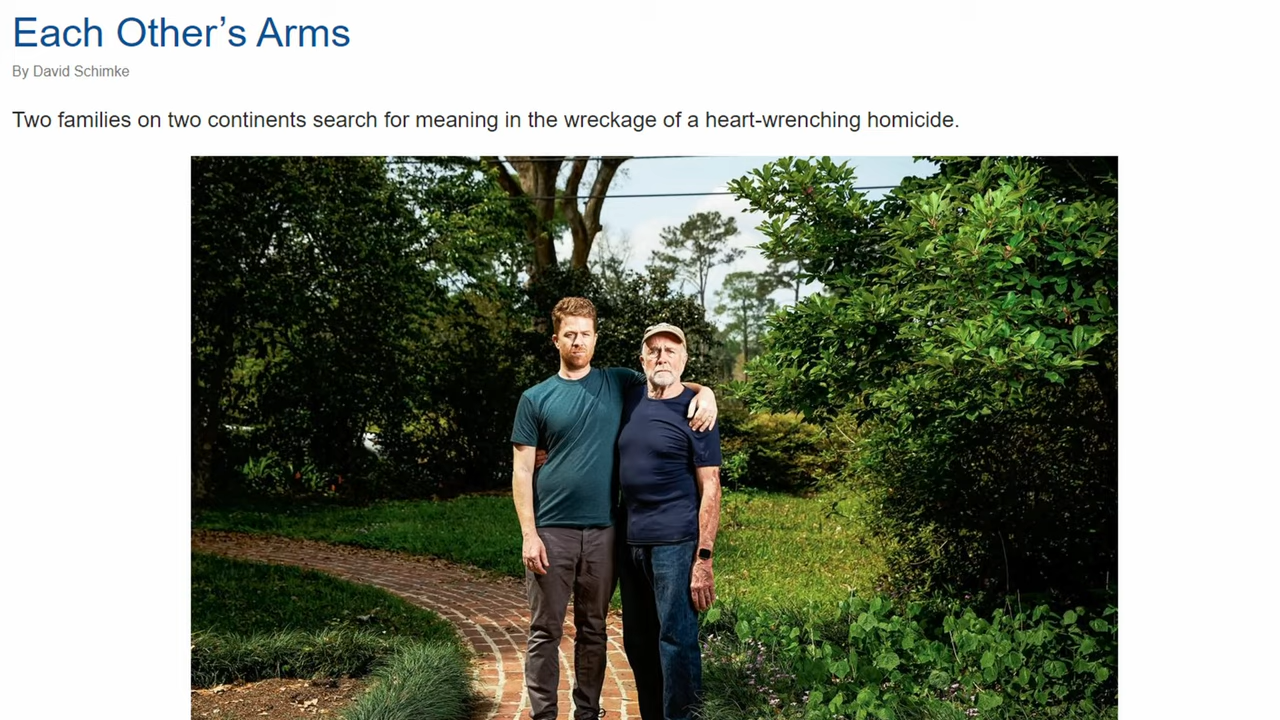 Each Other’s Arms
By David Schimke
Two families on two continents search for meaning in the wreckage of a heart-wrenching homicide.